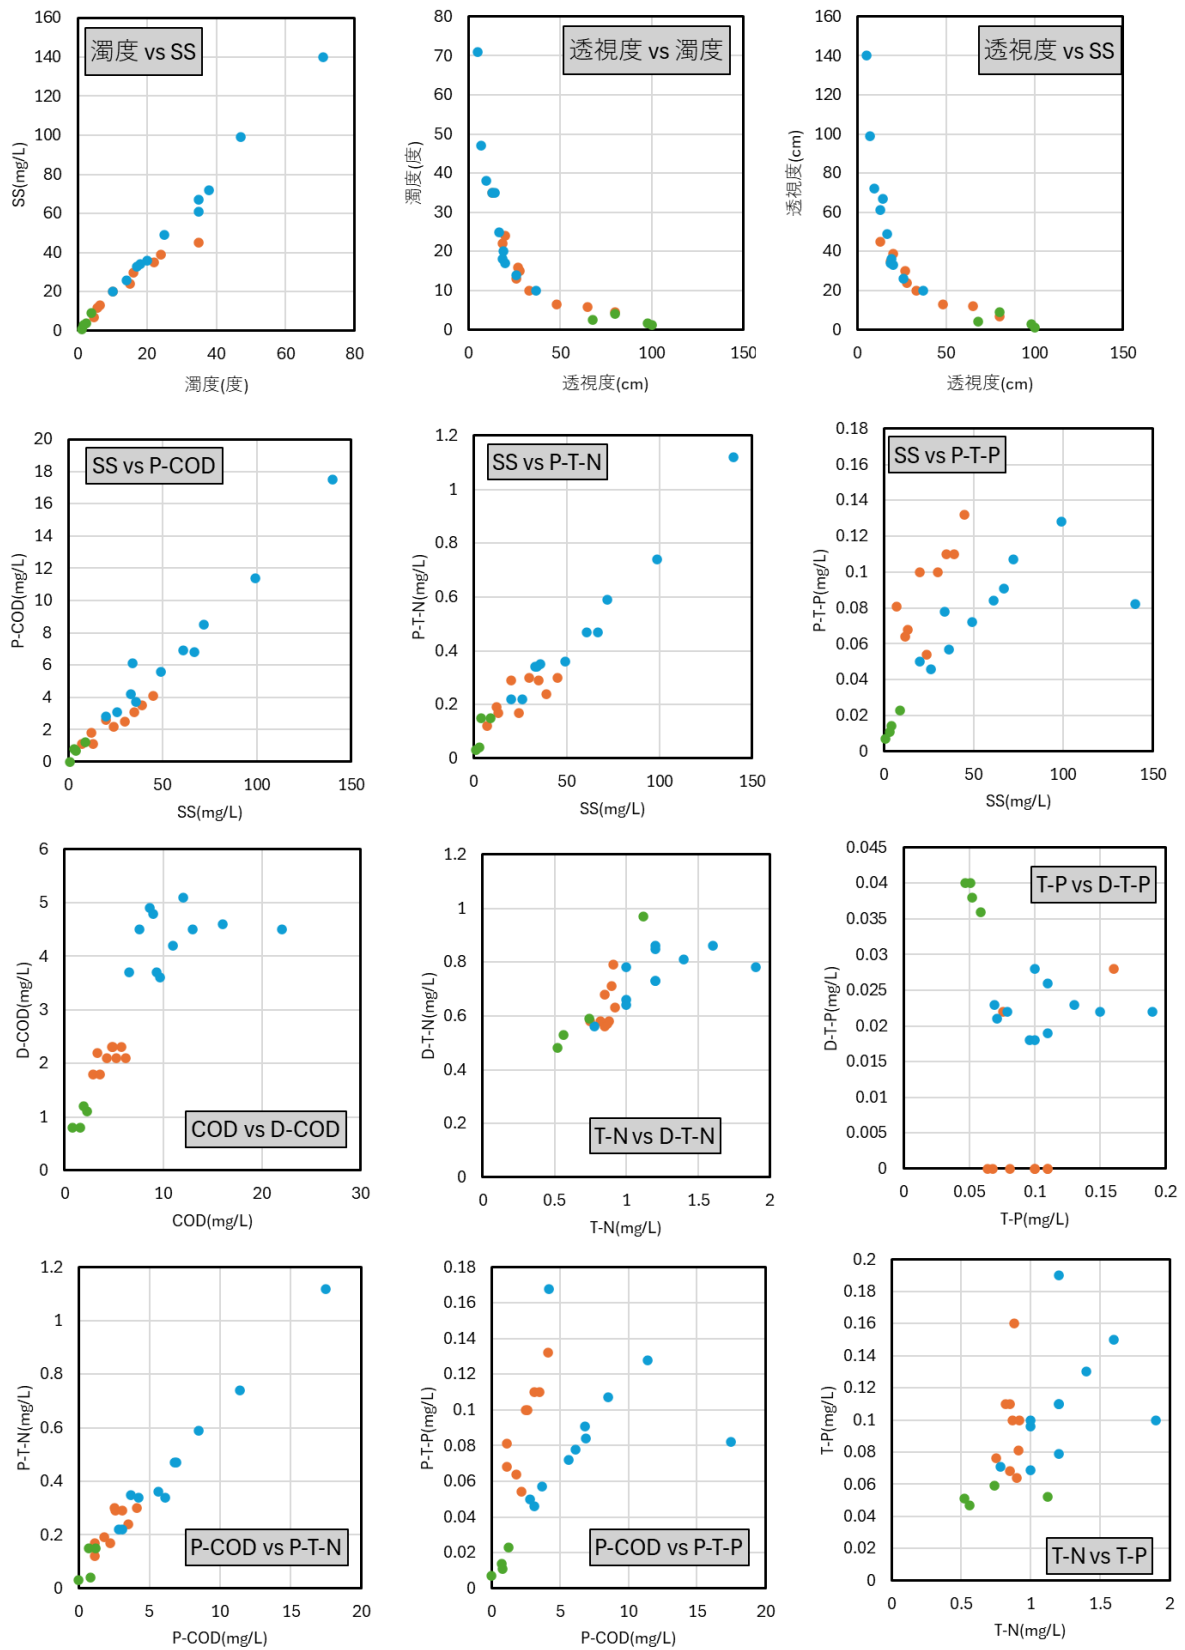 濁度 vs SS
SS(mg/L)
160
140
120
100
80
60
40
20
0
0 20 40 60 80
濁度(度)
透視度 vs 濁度
濁度(度)
80
70
60
50
40
30
20
10
0
0 50 100 150
透視度(cm)
透視度 vs SS
透視度(cm)
160
140
120
100
80
60
40
20
0
0 50 100 150
透視度(cm)
SS vs P-COD
P-COD(mg/L)
20
18
16
14
12
10
8
6
4
2
0
0 50 100 150
SS(mg/L)
SS vs P-T-N
P-T-N(mg/L)
1.2
1
0.8
0.6
0.4
0.2
0
0 50 100 150
SS(mg/L)
SS vs P-T-P
P-T-P(mg/L)
0.18
0.16
0.14
0.12
0.1
0.08
0.06
0.04
0.02
0
0 50 100 150
SS(mg/L)
COD vs D-COD
D-COD(mg/L)
6
5
4
3
2
1
0
0 10 20 30
COD(mg/L)
T-N vs D-T-N
D-T-N(mg/L)
1.2
1
0.8
0.6
0.4
0.2
0
0 0.5 1 1.5 2
T-N(mg/L)
T-P vs D-T-P
D-T-P(mg/L)
0.045
0.04
0.035
0.03
0.025
0.02
0.015
0.01
0.005
0
0 0.05 0.1 0.15 0.2
T-P(mg/L)
P-COD vs P-T-N
P-T-N(mg/L)
1.2
1
0.8
0.6
0.4
0.2
0
0 5 10 15 20
P-COD(mg/L)
P-COD vs P-T-P
P-T-P(mg/L)
0.18
0.16
0.14
0.12
0.1
0.08
0.06
0.04
0.02
0
0 5 10 15 20
P-COD(mg/L)
T-N vs T-P
T-P(mg/L)
0.2
0.18
0.16
0.14
0.12
0.1
0.08
0.06
0.04
0.02
0
0 0.5 1 1.5 2
T-N(mg/L)